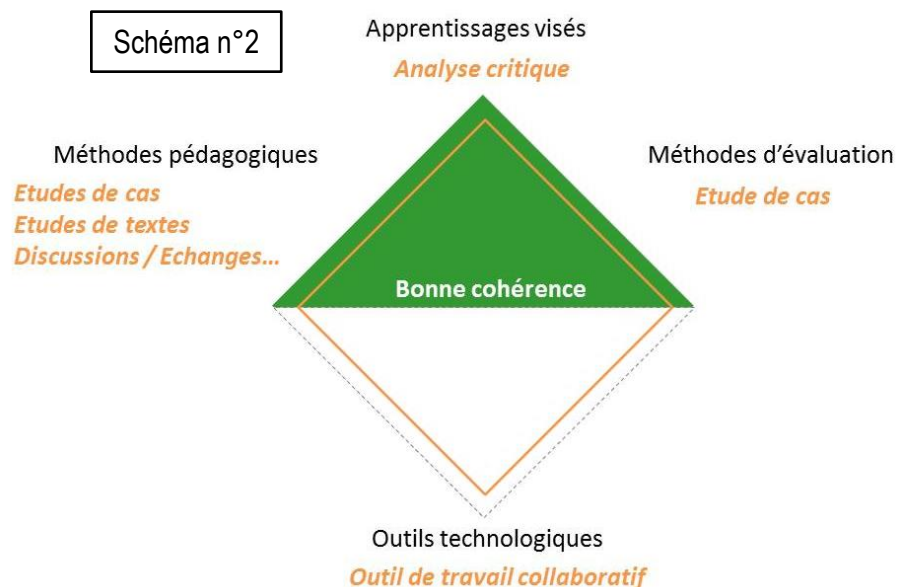 Schéma n°2
Apprentissages visés
Analyse critique
Méthodes pédagogiques
Etudes de cas
Etudes de textes
Discussions / Echanges...
Méthodes d'évaluation
Etude de cas
Bonne cohérence
Outils technologiques
Outil de travail collaboratif